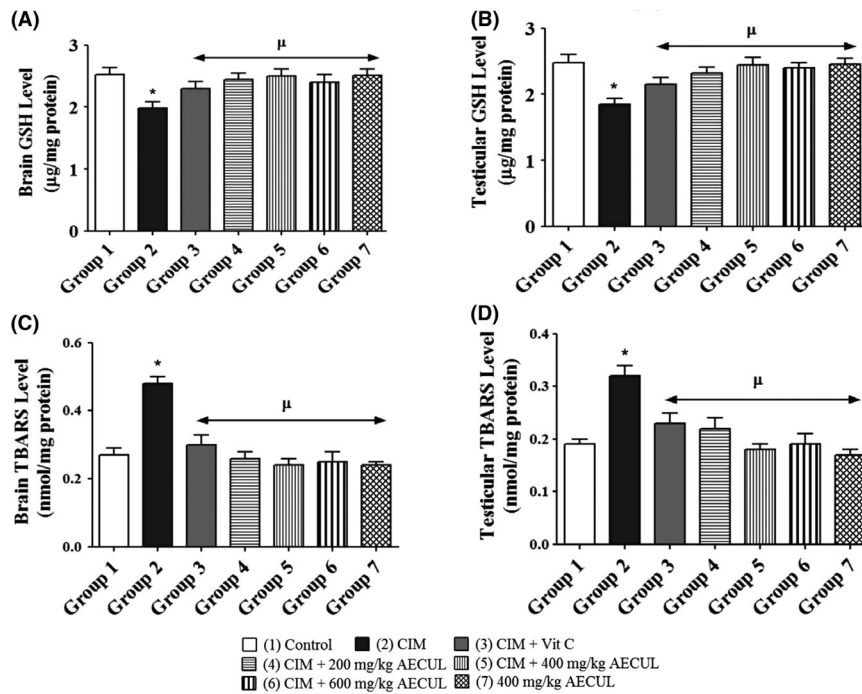 (A)
μ
*
Brain GSH Level
(μg/mg protein)
3
2
1
0
Group 1
Group 2
Group 3
Group 4
Group 5
Group 6
Group 7
(B)
μ
*
Testicular GSH Level
(μg/mg protein)
3
2
1
0
Group 1
Group 2
Group 3
Group 4
Group 5
Group 6
Group 7
(C)
*
μ
Brain TBARS Level
(nmol/mg protein)
0.6
0.4
0.2
0.0
Group 1
Group 2
Group 3
Group 4
Group 5
Group 6
Group 7
(D)
*
μ
Testicular TBARS Level
(nmol/mg protein)
0.4
0.3
0.2
0.1
0.0
Group 1
Group 2
Group 3
Group 4
Group 5
Group 6
Group 7
(1) Control (2) CIM (3) CIM + Vit C
(4) CIM + 200 mg/kg AECUL (5) CIM + 400 mg/kg AECUL
(6) CIM + 600 mg/kg AECUL (7) 400 mg/kg AECUL